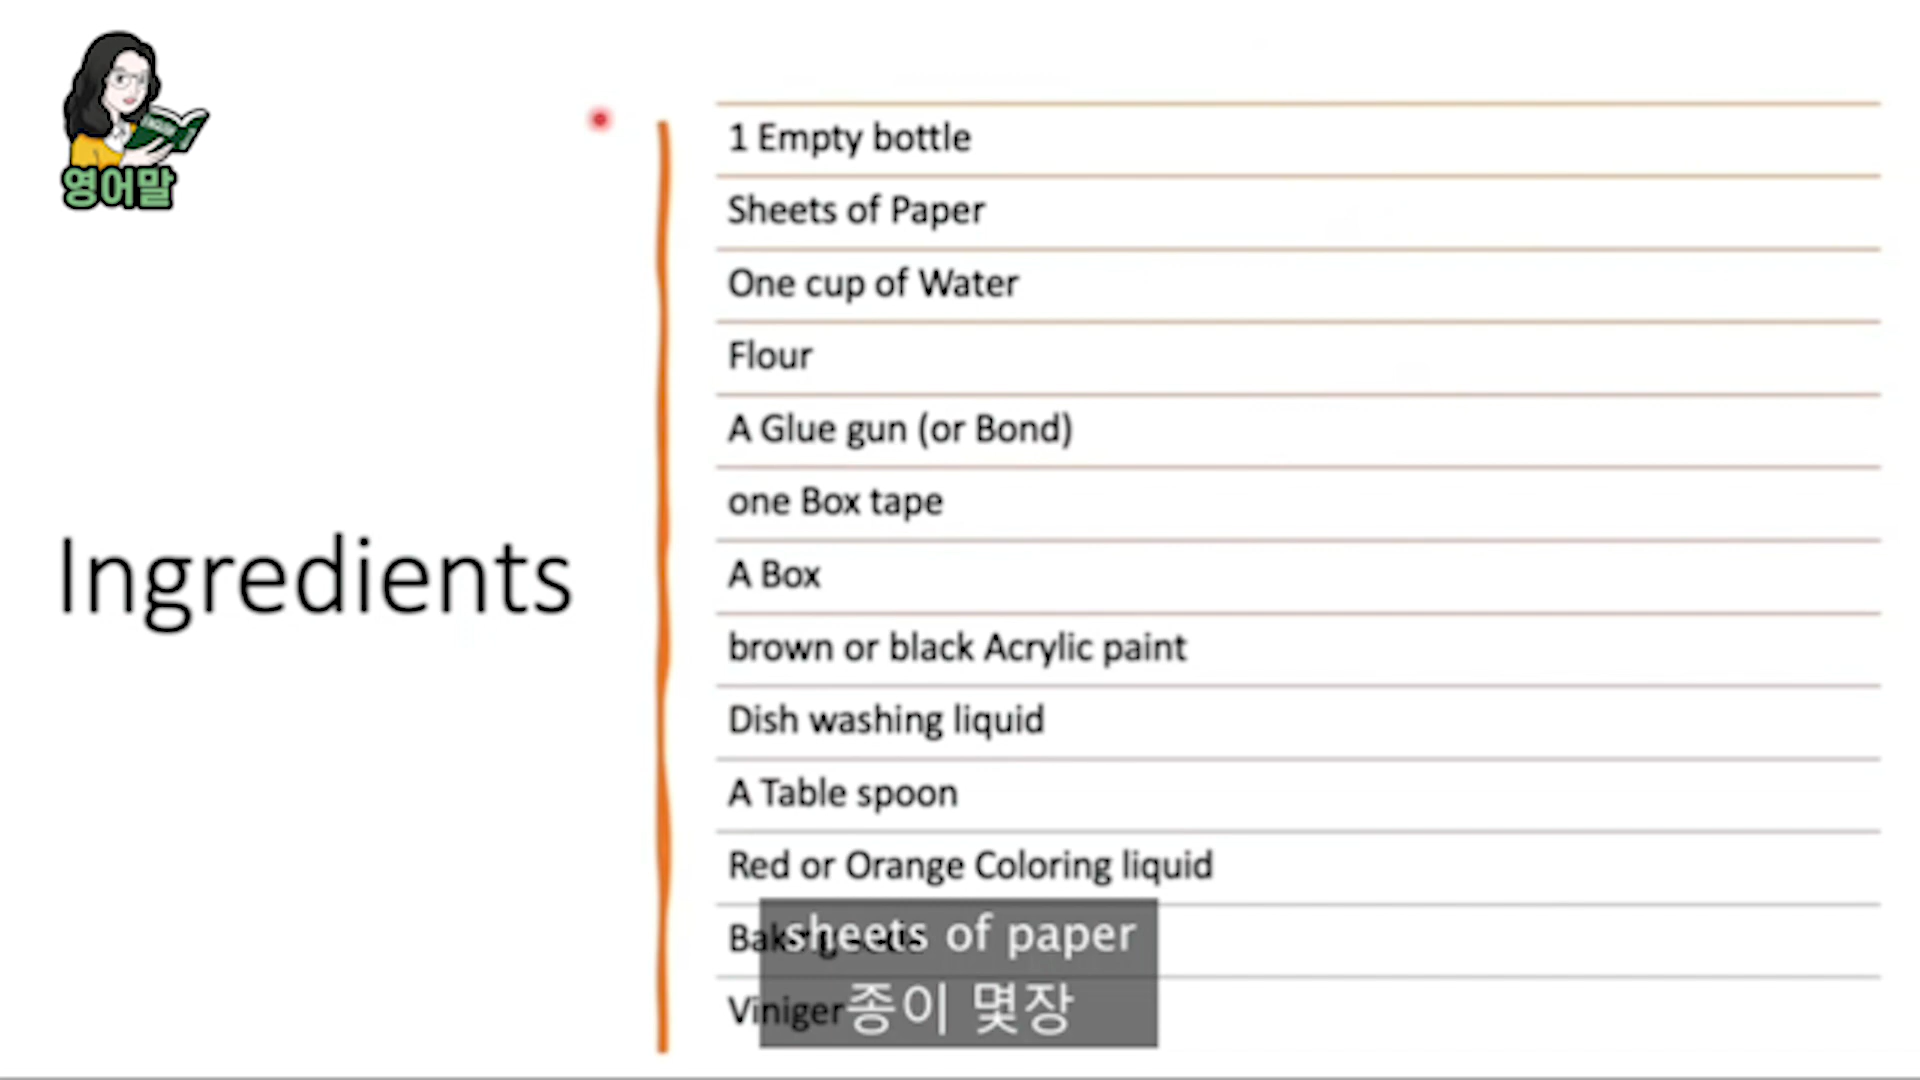 영어말
Ingredients
1 Empty bottle
Sheets of Paper
One cup of Water
Flour
A Glue gun (or Bond)
one Box tape
A Box
brown or black Acrylic paint
Dish washing liquid
A Table spoon
Red or Orange Coloring liquid
Baking
Viniger
sheets of paper
종이 몇장